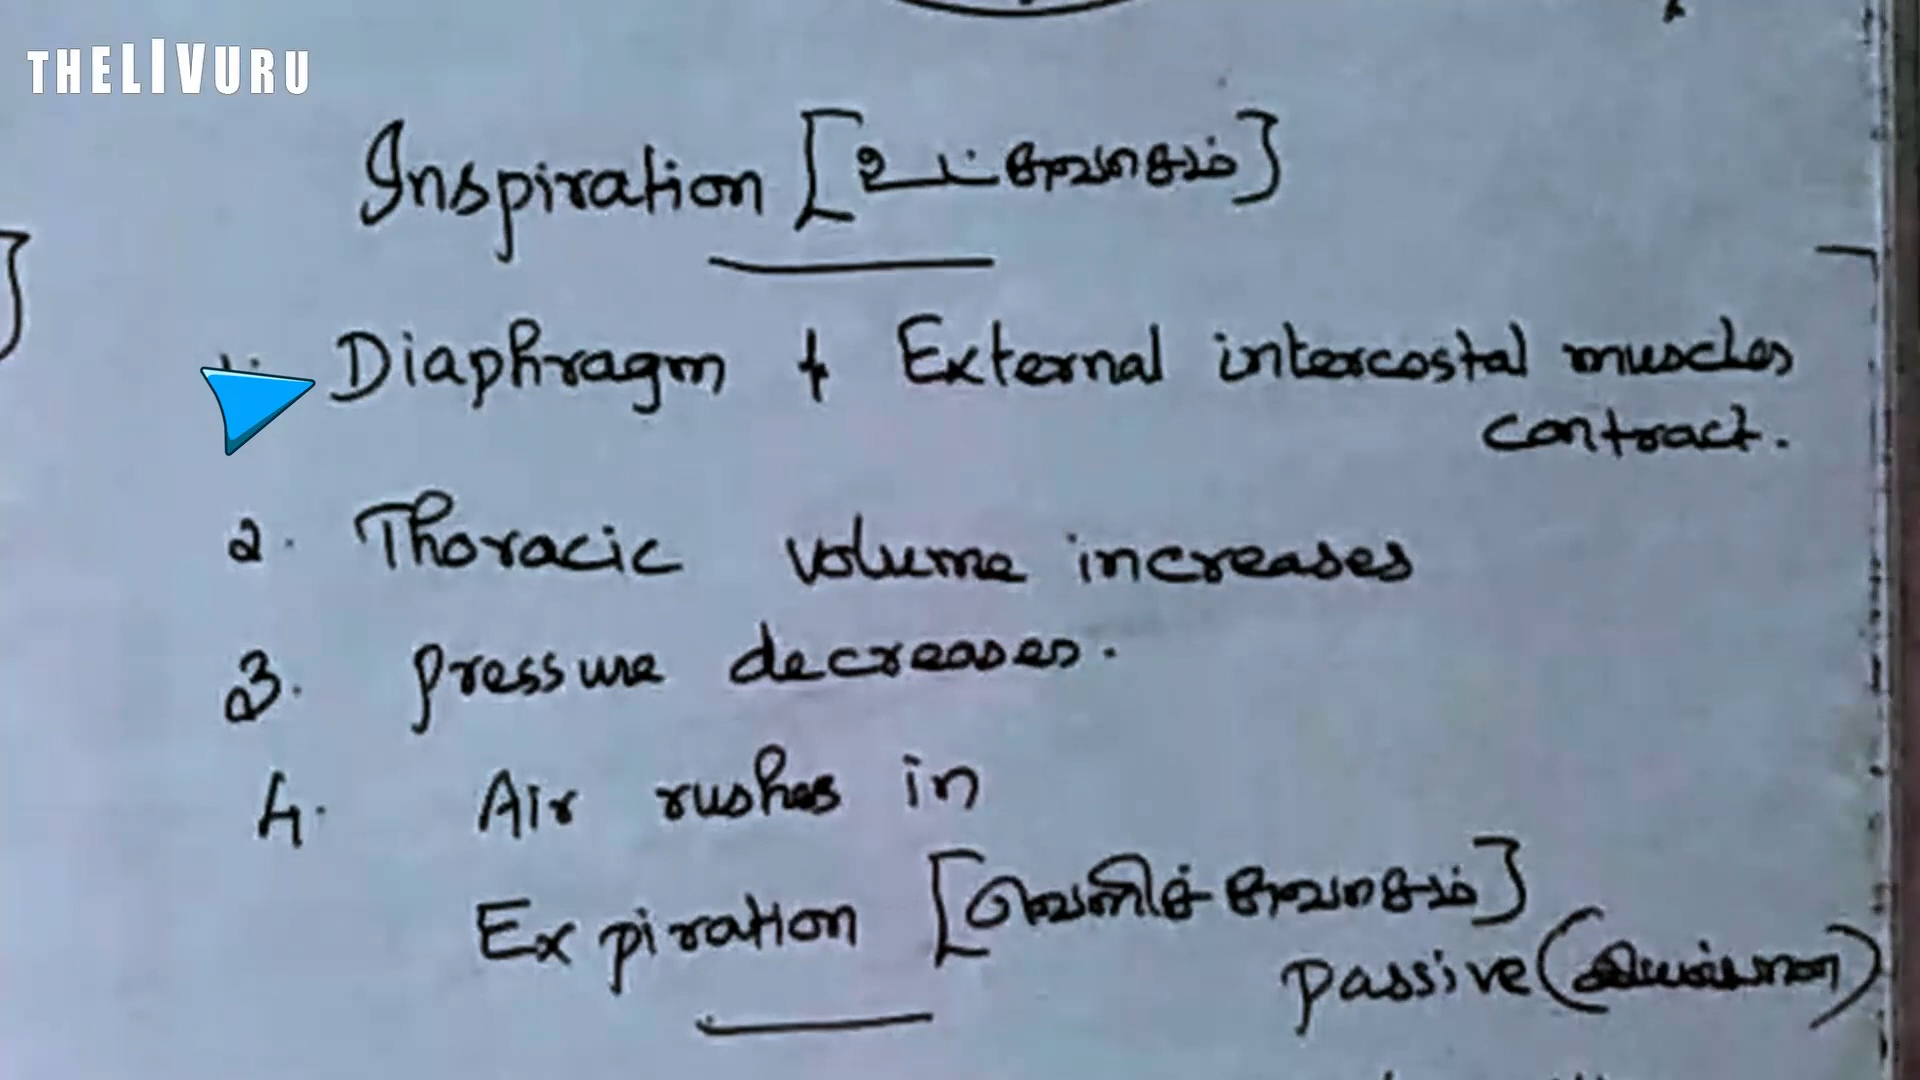 THELIVURU
Inspiration [உட்சுவாசம்]
1. Diaphragm + External intercostal muscles
contract.
2. Thoracic volume increases
3. pressure decreases.
4. Air rushes in
Expiration [வெளிச்சுவாசம்]
passive (